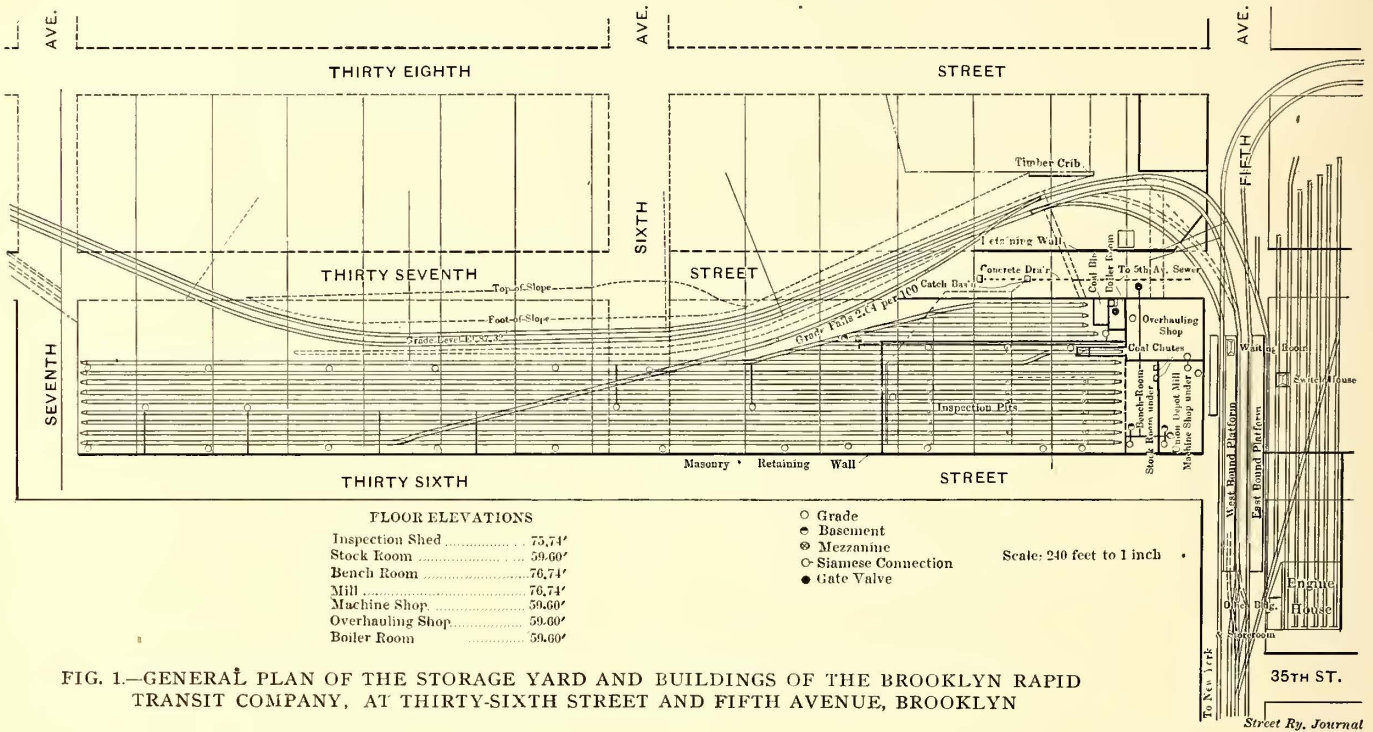 AVE.
AVE.
AVE.
THIRTY EIGHTH
STREET
FIFTH
Timber Crib
SIXTH
Retaining Wall
Coal Bin
Boiler Room
THIRTY SEVENTH
STREET
Concrete Dra'n
To 5th Av. Sewer
Top of Slope
Catch Bas'n
Foot of Slope
Grade Falls 2.04 per 100
Overhauling
Shop
SEVENTH
Coal Chutes
Waiting Room
Switch House
Inspection Pits
Bench-Room
Stock Room under
Union Depot Mill
Machine Shop under
West Bound Platform
East Bound Platform
Masonry Retaining Wall
THIRTY SIXTH
STREET
FLOOR ELEVATIONS
Inspection Shed 75,74'
Stock Room 59.60'
Bench Room 76.74'
Mill 76.74'
Machine Shop 59.60'
Overhauling Shop 59.60'
Boiler Room 59.60'
Grade
Basement
Mezzanine
Siamese Connection
Gate Valve
Scale: 240 feet to 1 inch
Engine
House
Office Bldg.
& Storeroom
To New York
35TH ST.
FIG. 1.—GENERAL PLAN OF THE STORAGE YARD AND BUILDINGS OF THE BROOKLYN RAPID
TRANSIT COMPANY, AT THIRTY-SIXTH STREET AND FIFTH AVENUE, BROOKLYN
Street Ry. Journal